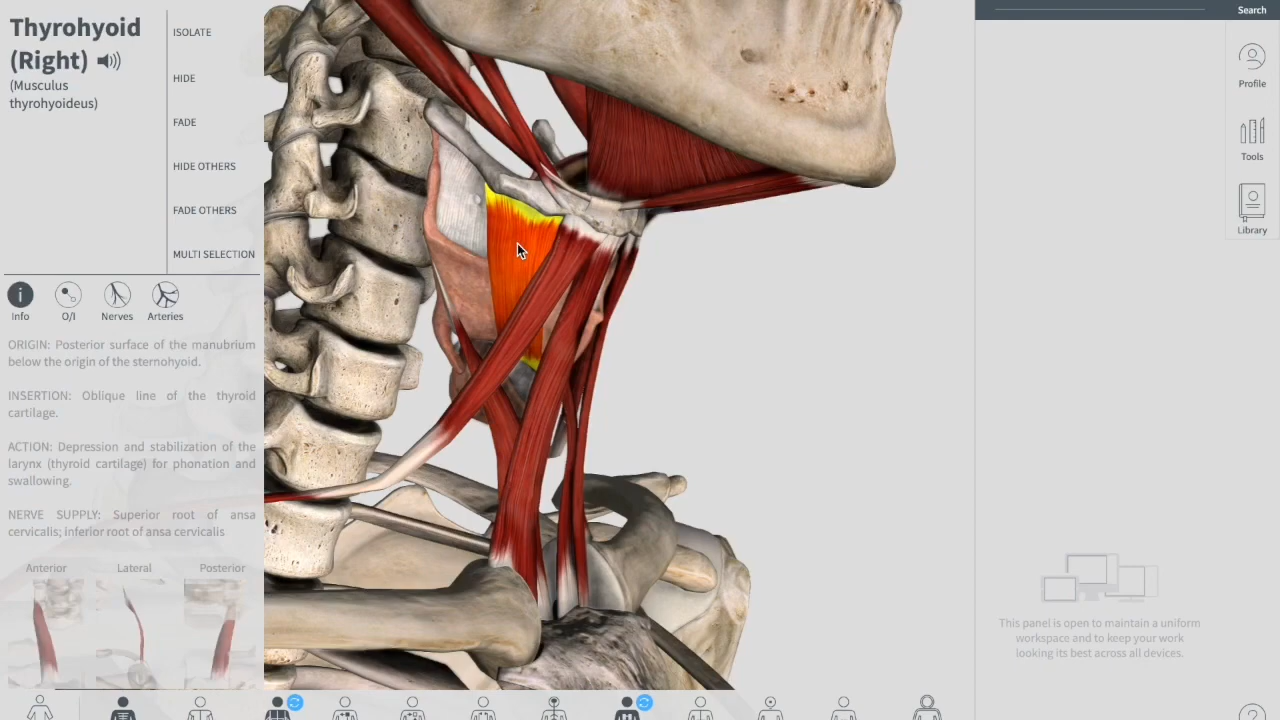 Thyrohyoid
(Right)
(Musculus
thyrohyoideus)
ISOLATE
HIDE
FADE
HIDE OTHERS
FADE OTHERS
MULTI SELECTION
Info
O/I
Nerves
Arteries
ORIGIN: Posterior surface of the manubrium
below the origin of the sternohyoid.
INSERTION: Oblique line of the thyroid
cartilage.
ACTION: Depression and stabilization of the
larynx (thyroid cartilage) for phonation and
swallowing.
NERVE SUPPLY: Superior root of ansa
cervicalis; inferior root of ansa cervicalis
Anterior
Lateral
Posterior
Search
Profile
Tools
Library
This panel is open to maintain a uniform
workspace and to keep your work
looking its best across all devices.